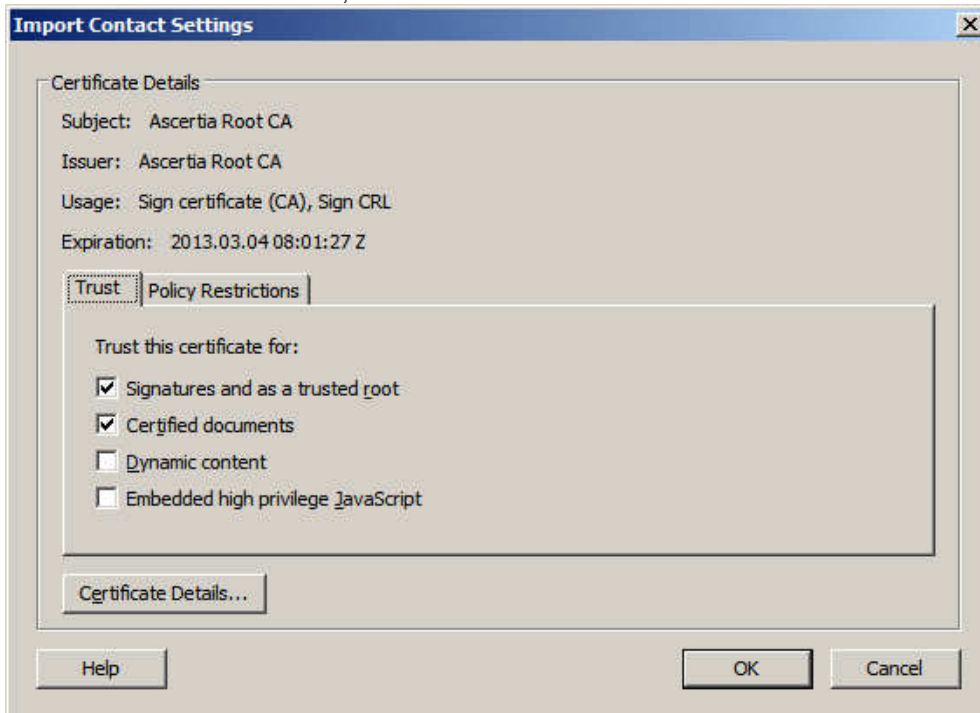 Import Contact Settings
Certificate Details
Subject: Ascertia Root CA
Issuer: Ascertia Root CA
Usage: Sign certificate (CA), Sign CRL
Expiration: 2013.03.04 08:01:27 Z
Trust Policy Restrictions
Trust this certificate for:
Signatures and as a trusted root
Certified documents
Dynamic content
Embedded high privilege JavaScript
Certificate Details...
Help OK Cancel